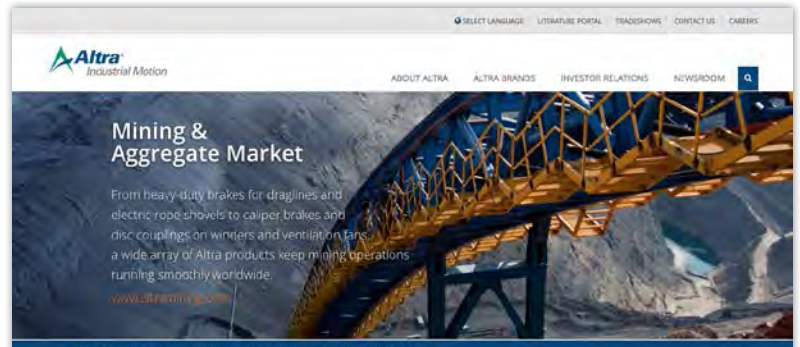 SELECT LANGUAGE LITERATURE PORTAL TRADESHOWS CONTACT US CAREERS
Altra
Industrial Motion
ABOUT ALTRA ALTRA BRANDS INVESTOR RELATIONS NEWSROOM
Mining &
Aggregate Market
From heavy-duty brakes for draglines and
electric rope shovels to caliper brakes and
disc couplings on winders and ventilation fans,
a wide array of Altra products keep mining operations
running smoothly worldwide.
www.altramining.com